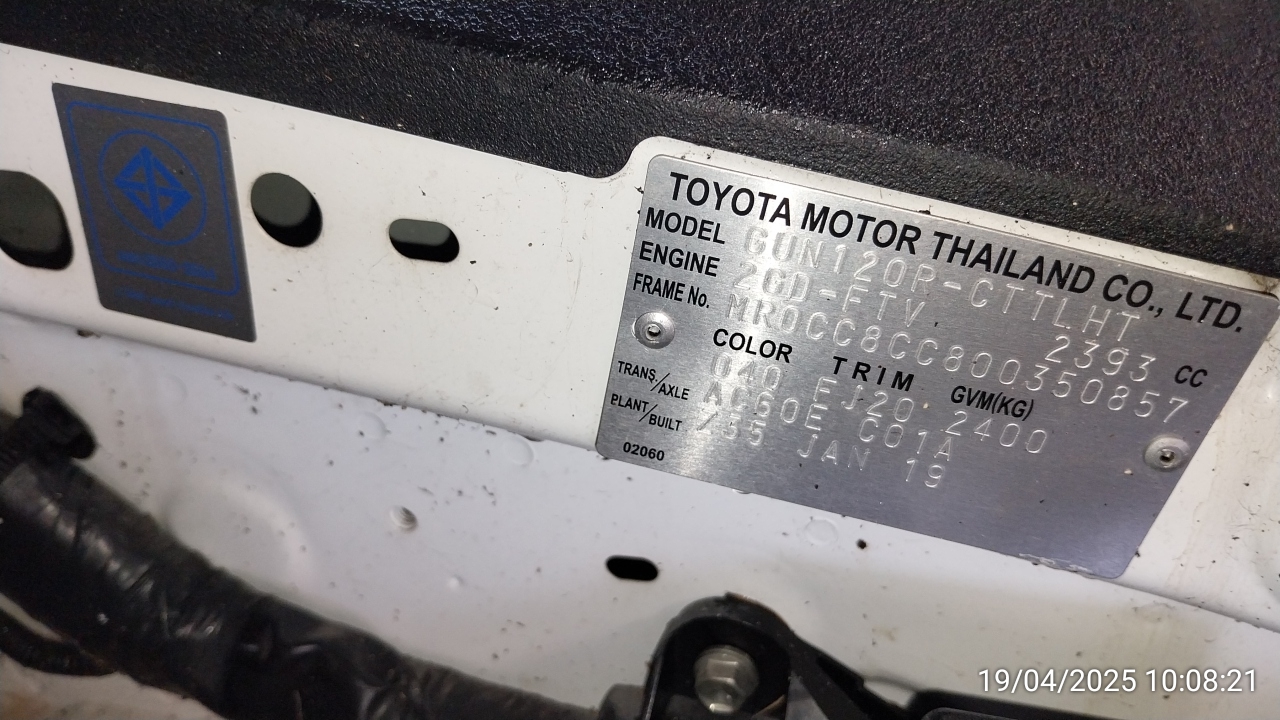 TOYOTA MOTOR THAILAND CO., LTD.
MODEL GUN120R-CTTLHT
ENGINE 2GD-FTV 2393 CC
FRAME No. MR0CC8CC800350857
COLOR TRIM GVM(KG)
040 FJ20 2400
TRANS/AXLE AC60E C01A
PLANT/BUILT /S5 JAN 19
02060
19/04/2025 10:08:21